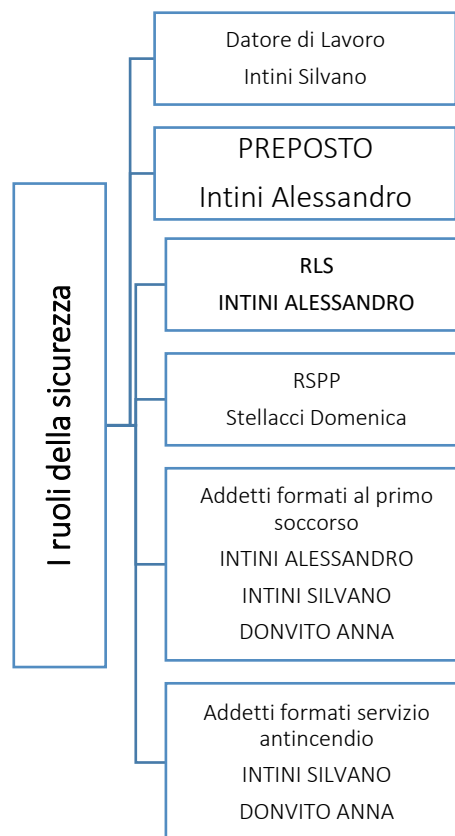 I ruoli della sicurezza
Datore di Lavoro
Intini Silvano
PREPOSTO
Intini Alessandro
RLS
INTINI ALESSANDRO
RSPP
Stellacci Domenica
Addetti formati al primo
soccorso
INTINI ALESSANDRO
INTINI SILVANO
DONVITO ANNA
Addetti formati servizio
antincendio
INTINI SILVANO
DONVITO ANNA